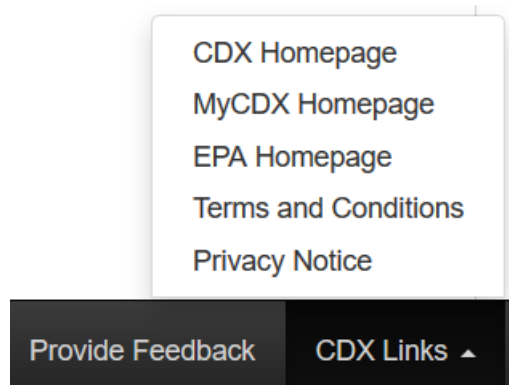 CDX Homepage
MyCDX Homepage
EPA Homepage
Terms and Conditions
Privacy Notice
Provide Feedback CDX Links